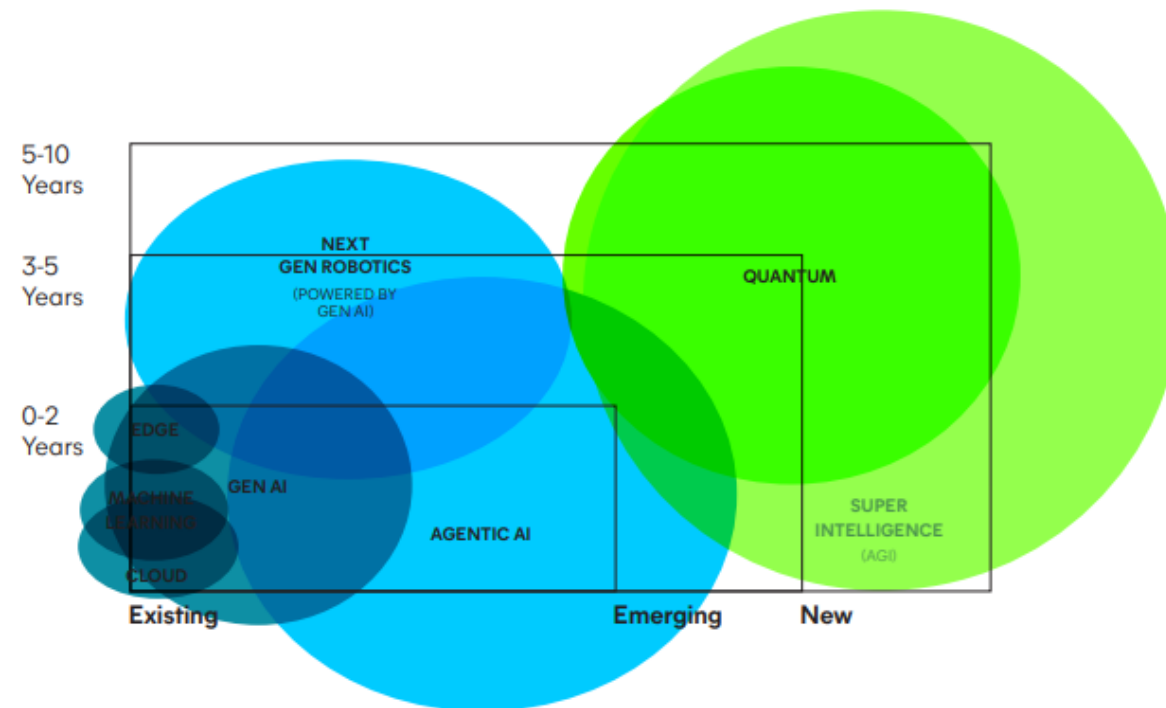 5-10
Years
NEXT
GEN ROBOTICS
(POWERED BY
GEN AI)
3-5
Years
QUANTUM
0-2
Years
EDGE
GEN AI
MACHINE
LEARNING
AGENTIC AI
SUPER
INTELLIGENCE
(AGI)
CLOUD
Existing
Emerging
New